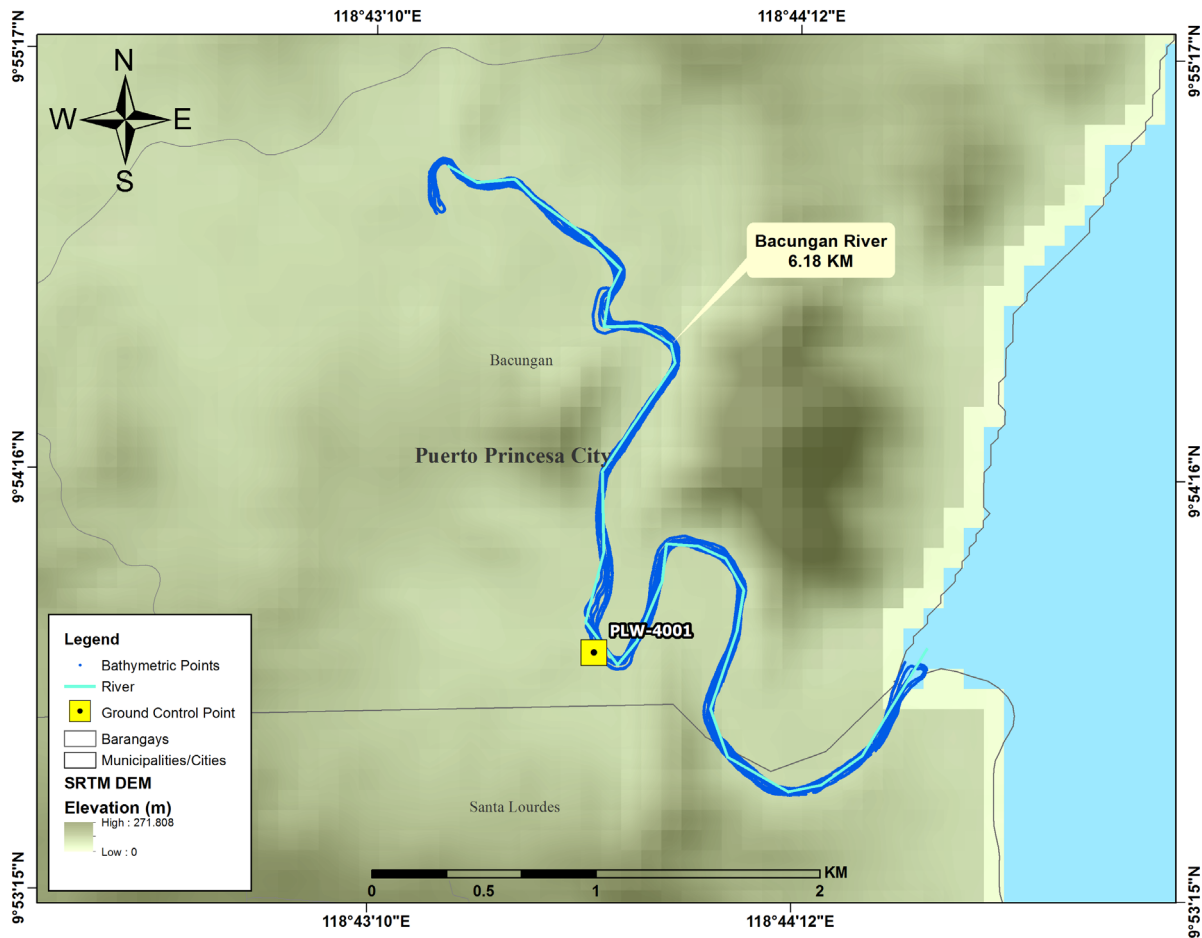 118°43'10"E
118°44'12"E
9°55'17"N
9°55'17"N
N
W
E
S
Bacungan River
6.18 KM
Bacungan
Puerto Princesa City
9°54'16"N
9°54'16"N
PLW-4001
Legend
Bathymetric Points
River
Ground Control Point
Barangays
Municipalities/Cities
SRTM DEM
Elevation (m)
High : 271.808
Low : 0
Santa Lourdes
KM
0
0.5
1
2
9°53'15"N
9°53'15"N
118°43'10"E
118°44'12"E